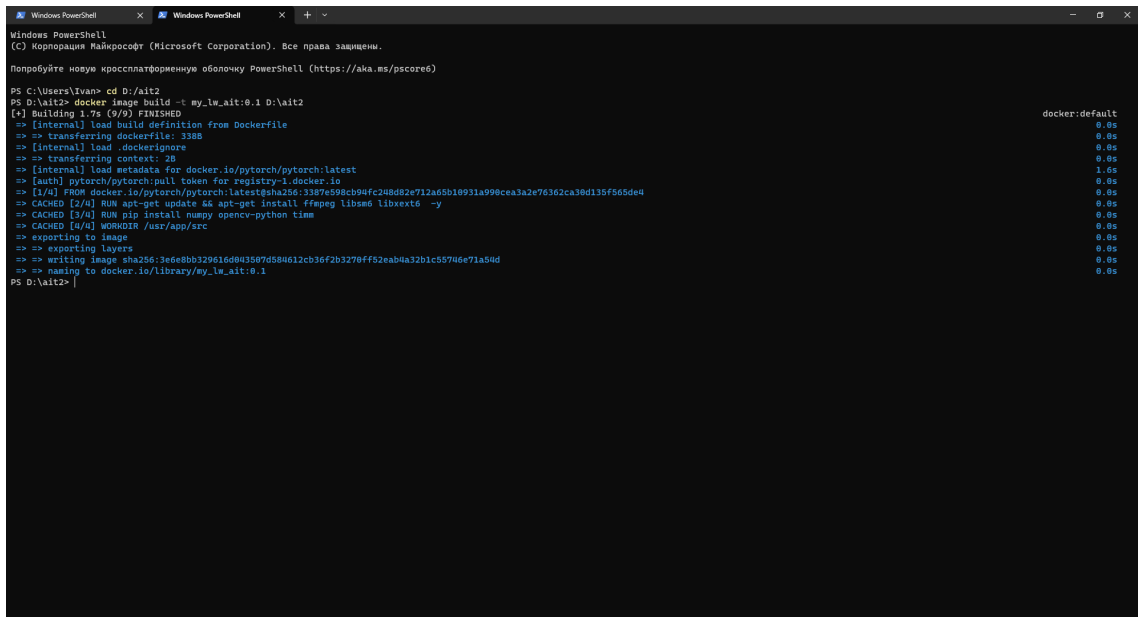 Windows PowerShell
Windows PowerShell
Windows PowerShell
(C) Корпорация Майкрософт (Microsoft Corporation). Все права защищены.
Попробуйте новую кроссплатформенную оболочку PowerShell (https://aka.ms/pscore6)
PS C:\Users\Ivan> cd D:/ait2
PS D:\ait2> docker image build -t my_lw_ait:0.1 D:\ait2
[+] Building 1.7s (9/9) FINISHED docker:default
=> [internal] load build definition from Dockerfile 0.0s
=> => transferring dockerfile: 338B 0.0s
=> [internal] load .dockerignore 0.0s
=> => transferring context: 2B 0.0s
=> [internal] load metadata for docker.io/pytorch/pytorch:latest 1.6s
=> [auth] pytorch/pytorch:pull token for registry-1.docker.io 0.0s
=> [1/4] FROM docker.io/pytorch/pytorch:latest@sha256:3387e598cb94fc248d82e712a65b10931a990cea3a2e76362ca30d135f565de4 0.0s
=> CACHED [2/4] RUN apt-get update && apt-get install ffmpeg libsm6 libxext6 -y 0.0s
=> CACHED [3/4] RUN pip install numpy opencv-python timm 0.0s
=> CACHED [4/4] WORKDIR /usr/app/src 0.0s
=> exporting to image 0.0s
=> => exporting layers 0.0s
=> => writing image sha256:3e6e8bb329616d043507d584612cb36f2b3270ff52eab4a32b1c55746e71a54d 0.0s
=> => naming to docker.io/library/my_lw_ait:0.1 0.0s
PS D:\ait2>